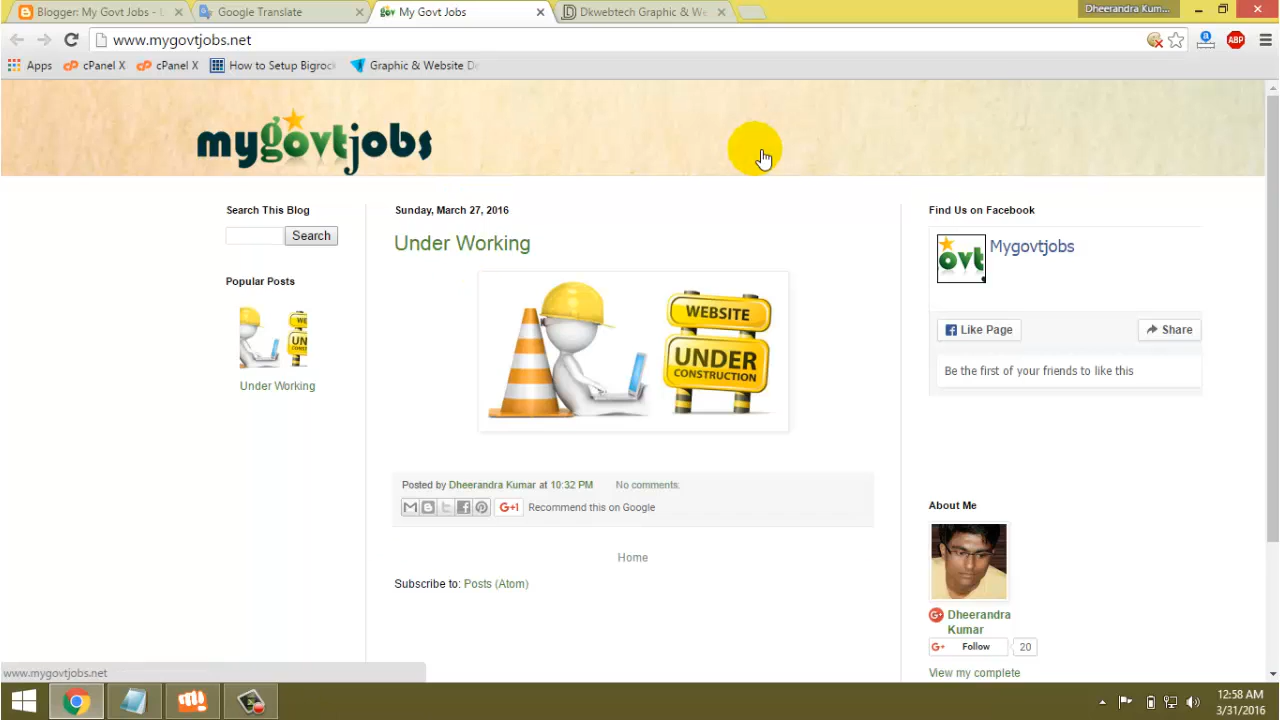 Blogger: My Govt Jobs - L
Google Translate
My Govt Jobs
Dkwebtech Graphic & We
Dheerandra Kum...
www.mygovtjobs.net
ABP
Apps
cPanel X
cPanel X
How to Setup Bigroc
Graphic & Website De
mygovtjobs
Search This Blog
Search
Popular Posts
Under Working
Sunday, March 27, 2016
Under Working
WEBSITE
UNDER
CONSTRUCTION
Posted by Dheerandra Kumar at 10:32 PM No comments:
G+1 Recommend this on Google
Home
Subscribe to: Posts (Atom)
Find Us on Facebook
ovt
Mygovtjobs
Like Page
Share
Be the first of your friends to like this
About Me
Dheerandra
Kumar
G+ Follow 20
View my complete
www.mygovtjobs.net
12:58 AM
3/31/2016